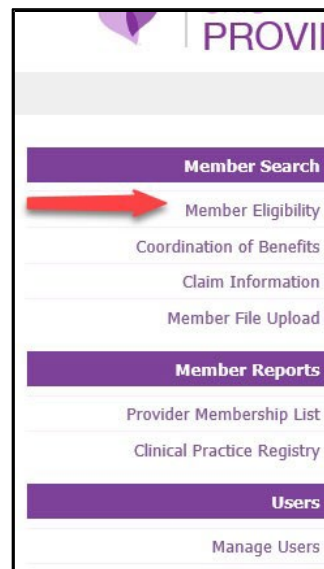 PROVI
Member Search
Member Eligibility
Coordination of Benefits
Claim Information
Member File Upload
Member Reports
Provider Membership List
Clinical Practice Registry
Users
Manage Users